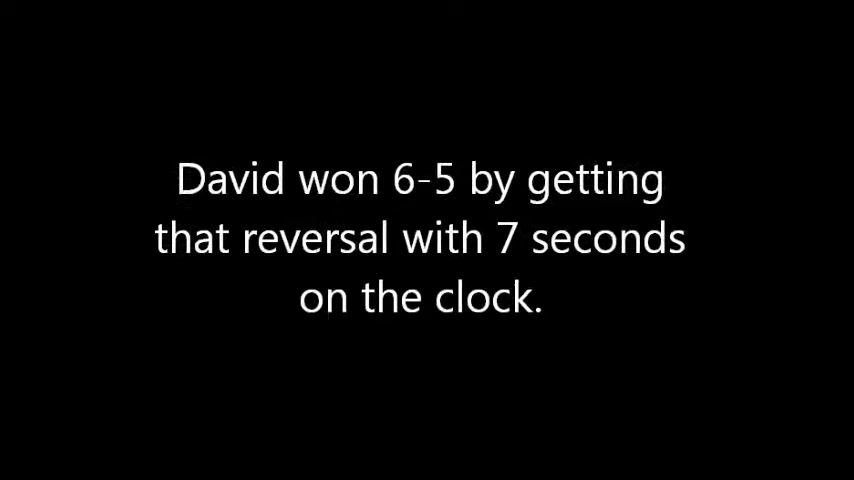 David won 6-5 by getting
that reversal with 7 seconds
on the clock.